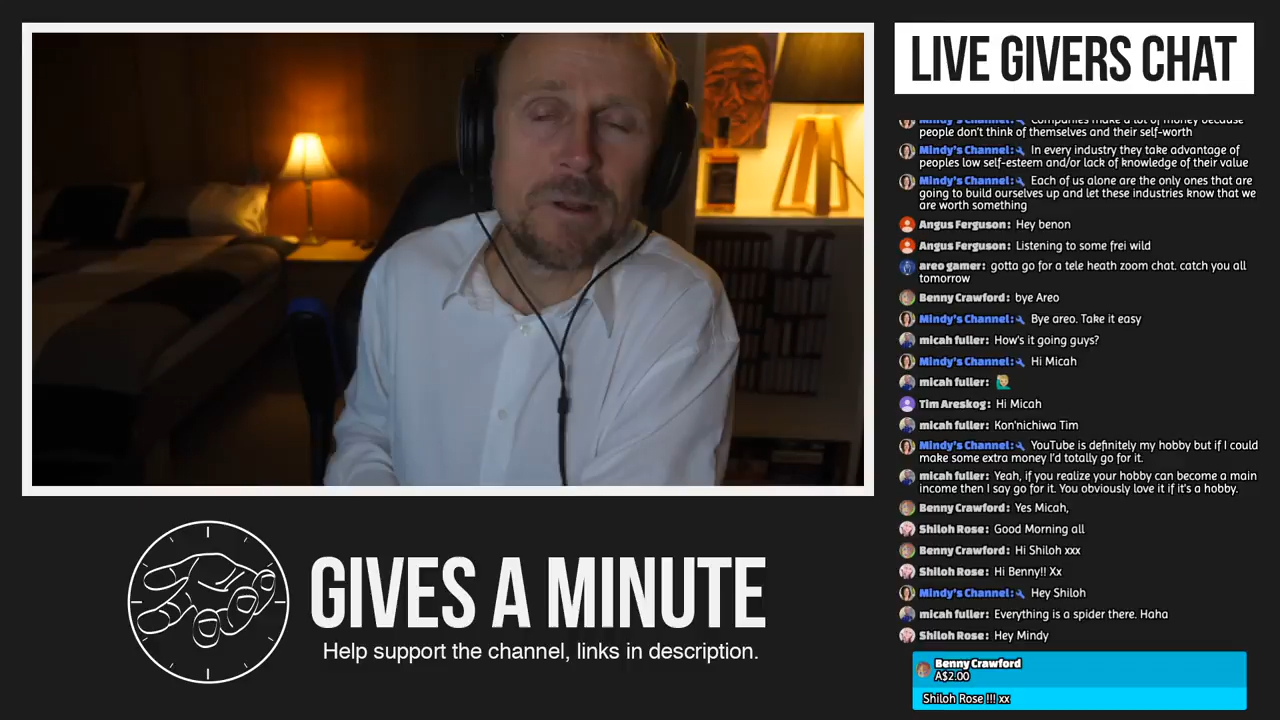 LIVE GIVERS CHAT
Mindy's Channel: Companies make a lot of money because
people don't think of themselves and their self-worth
Mindy's Channel: In every industry they take advantage of
peoples low self-esteem and/or lack of knowledge of their value
Mindy's Channel: Each of us alone are the only ones that are
going to build ourselves up and let these industries know that we
are worth something
Angus Ferguson: Hey benon
Angus Ferguson: Listening to some frei wild
areo gamer: gotta go for a tele heath zoom chat. catch you all
tomorrow
Benny Crawford: bye Areo
Mindy's Channel: Bye areo. Take it easy
micah fuller: How's it going guys?
Mindy's Channel: Hi Micah
micah fuller: 🙋🏼‍♂️
Tim Areskog: Hi Micah
micah fuller: Kon'nichiwa Tim
Mindy's Channel: YouTube is definitely my hobby but if I could
make some extra money I'd totally go for it.
micah fuller: Yeah, if you realize your hobby can become a main
income then I say go for it. You obviously love it if it's a hobby.
Benny Crawford: Yes Micah,
Shiloh Rose: Good Morning all
Benny Crawford: Hi Shiloh xxx
Shiloh Rose: Hi Benny!! Xx
Mindy's Channel: Hey Shiloh
micah fuller: Everything is a spider there. Haha
Shiloh Rose: Hey Mindy
Benny Crawford
A$2.00
Shiloh Rose !!! xx
GIVES A MINUTE
Help support the channel, links in description.